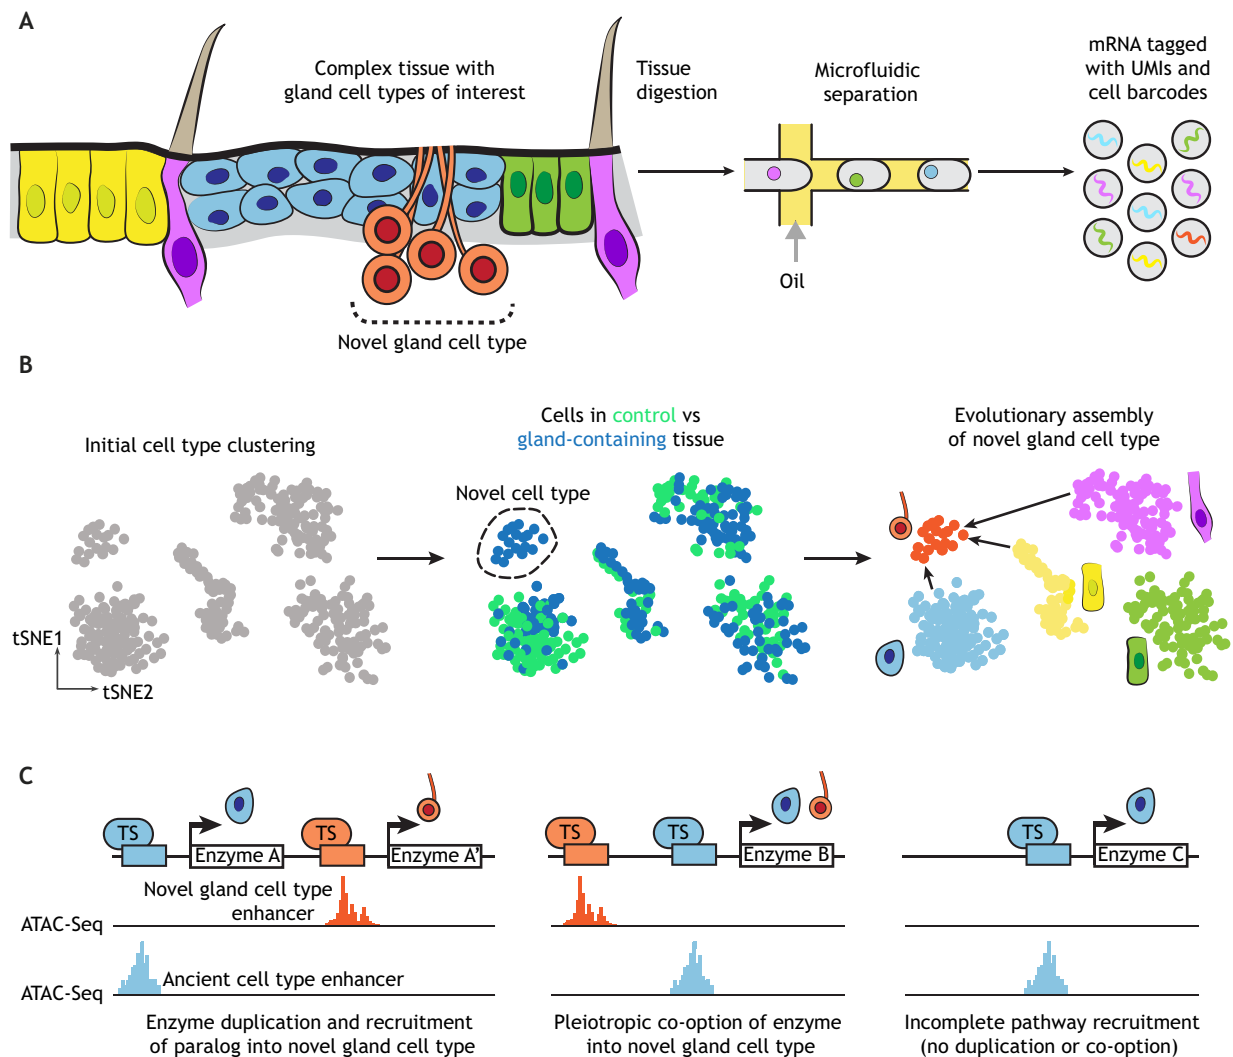 A
Complex tissue with
gland cell types of interest
Tissue
digestion
Microfluidic
separation
mRNA tagged
with UMIs and
cell barcodes
Oil
Novel gland cell type
B
Initial cell type clustering
Cells in control vs
gland-containing tissue
Evolutionary assembly
of novel gland cell type
Novel cell type
tSNE1
tSNE2
C
TS
Enzyme A
TS
Enzyme A'
TS
TS
Enzyme B
TS
Enzyme C
Novel gland cell type
enhancer
ATAC-Seq
Ancient cell type enhancer
ATAC-Seq
Enzyme duplication and recruitment
of paralog into novel gland cell type
Pleiotropic co-option of enzyme
into novel gland cell type
Incomplete pathway recruitment
(no duplication or co-option)